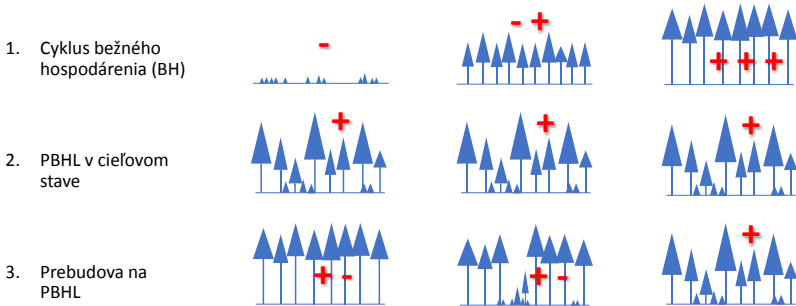 1. Cyklus bežného
hospodárenia (BH)
-
- +
+ + +
2. PBHL v cieľovom
stave
+
+
+
3. Prebudova na
PBHL
+ -
+ -
+